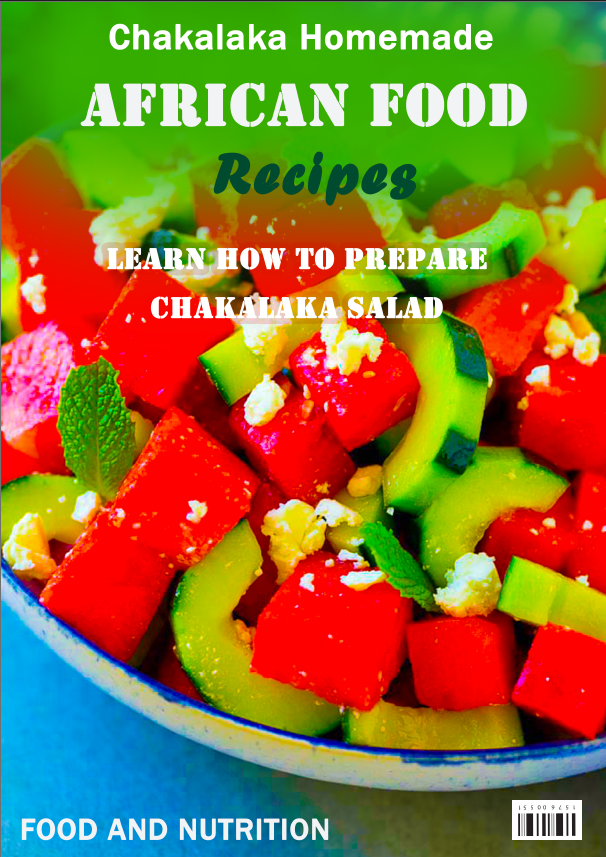 Chakalaka Homemade
AFRICAN FOOD
Recipes
LEARN HOW TO PREPARE
CHAKALAKA SALAD
FOOD AND NUTRITION